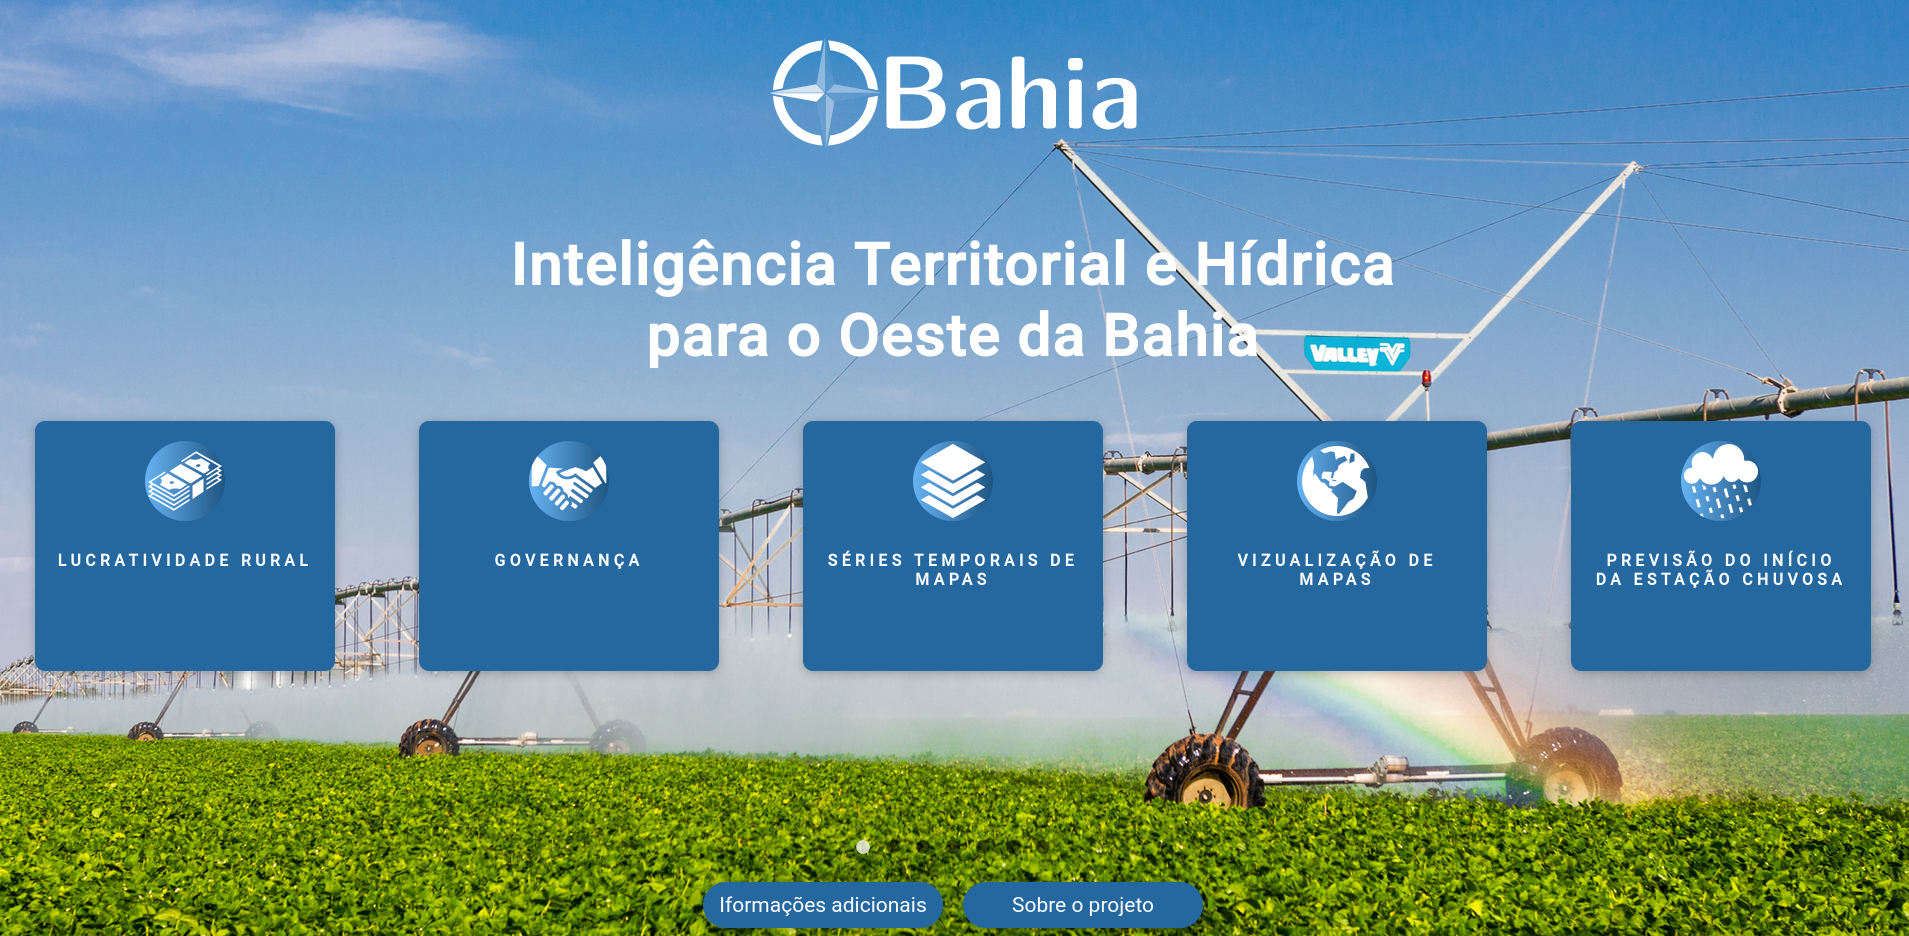 Bahia
Inteligência Territorial e Hídrica
para o Oeste da Bahia
VALLEY
LUCRATIVIDADE RURAL
GOVERNANÇA
SÉRIES TEMPORAIS DE
MAPAS
VIZUALIZAÇÃO DE
MAPAS
PREVISÃO DO INÍCIO
DA ESTAÇÃO CHUVOSA
Iformações adicionais
Sobre o projeto